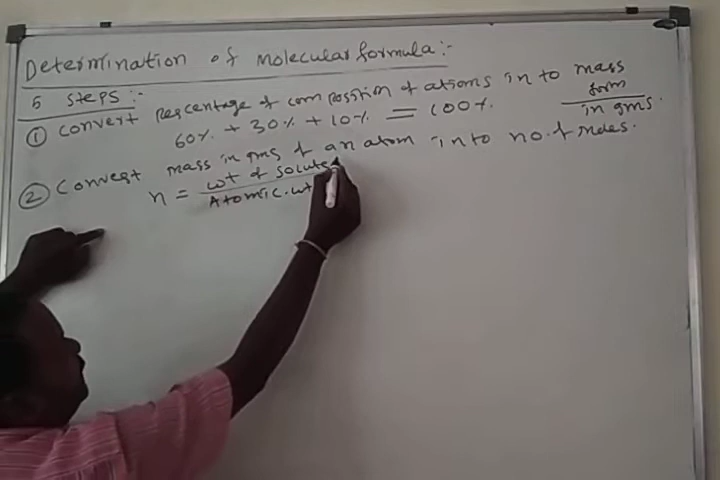 Determination of molecular formula:-
5 steps:-
① Convert percentage of composition of atioms in to mass form in gms.
60% + 30% + 10% = 100%
② Convert mass in gms of an atom into no. of moles.
n = wt of solute / Atomic. wt